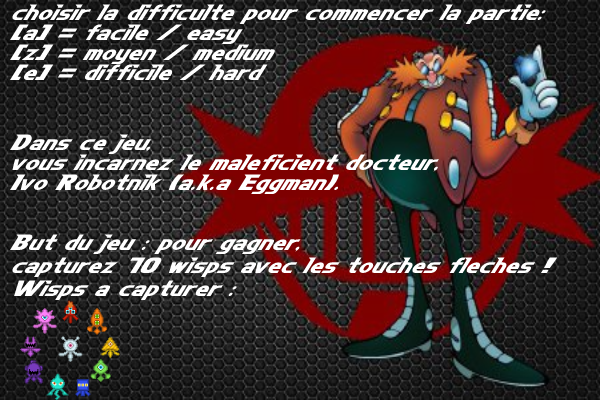 choisir la difficulte pour commencer la partie:
[a] = facile / easy
[z] = moyen / medium
[e] = difficile / hard
Dans ce jeu,
vous incarnez le maleficient docteur,
Ivo Robotnik (a.k.a Eggman).
But du jeu : pour gagner,
capturez 10 wisps avec les touches fleches !
Wisps a capturer :